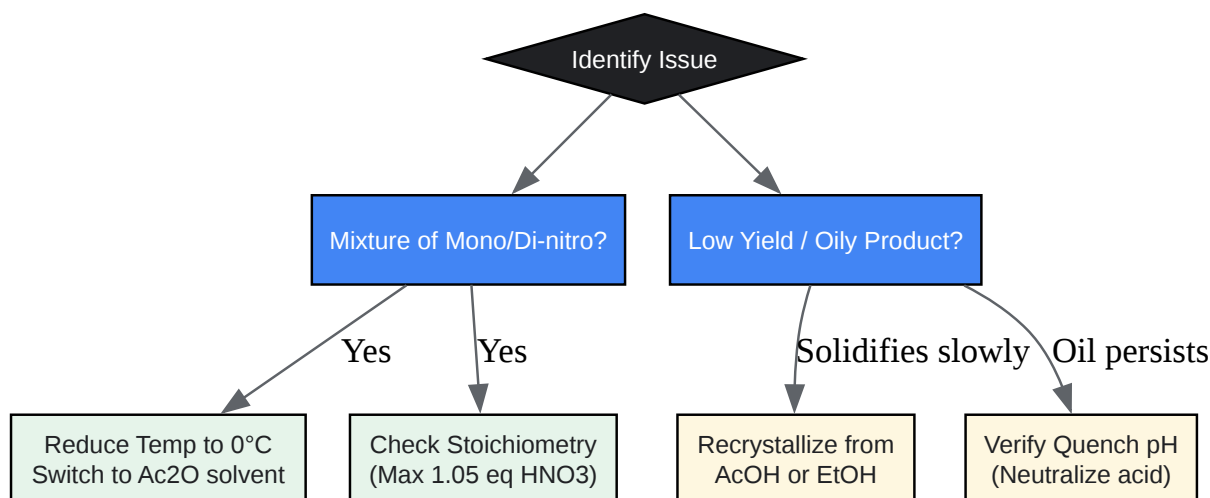 Identify Issue
Mixture of Mono/Di-nitro?
Low Yield / Oily Product?
Yes
Yes
Solidifies slowly
Oil persists
Reduce Temp to 0°C
Switch to Ac2O solvent
Check Stoichiometry
(Max 1.05 eq HNO3)
Recrystallize from
AcOH or EtOH
Verify Quench pH
(Neutralize acid)